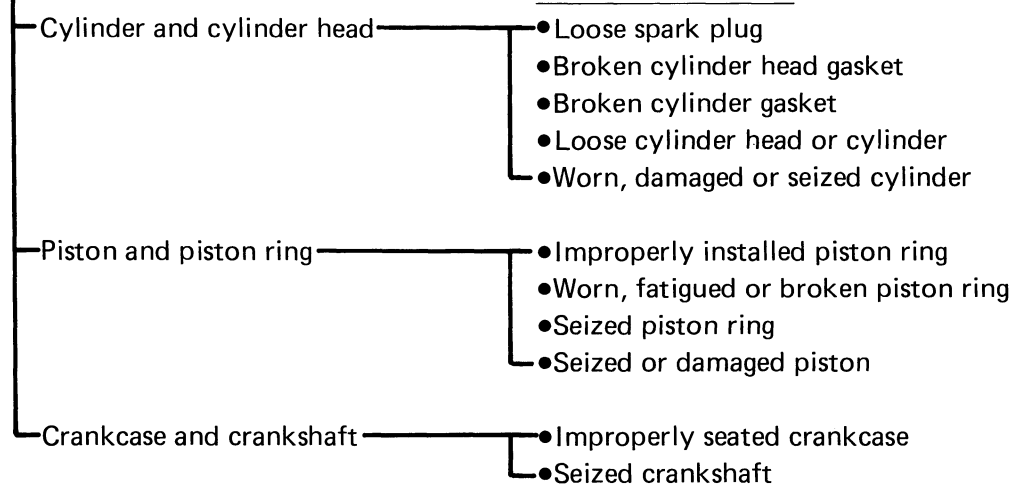 Cylinder and cylinder head
●Loose spark plug
●Broken cylinder head gasket
●Broken cylinder gasket
●Loose cylinder head or cylinder
●Worn, damaged or seized cylinder
Piston and piston ring
●Improperly installed piston ring
●Worn, fatigued or broken piston ring
●Seized piston ring
●Seized or damaged piston
Crankcase and crankshaft
●Improperly seated crankcase
●Seized crankshaft